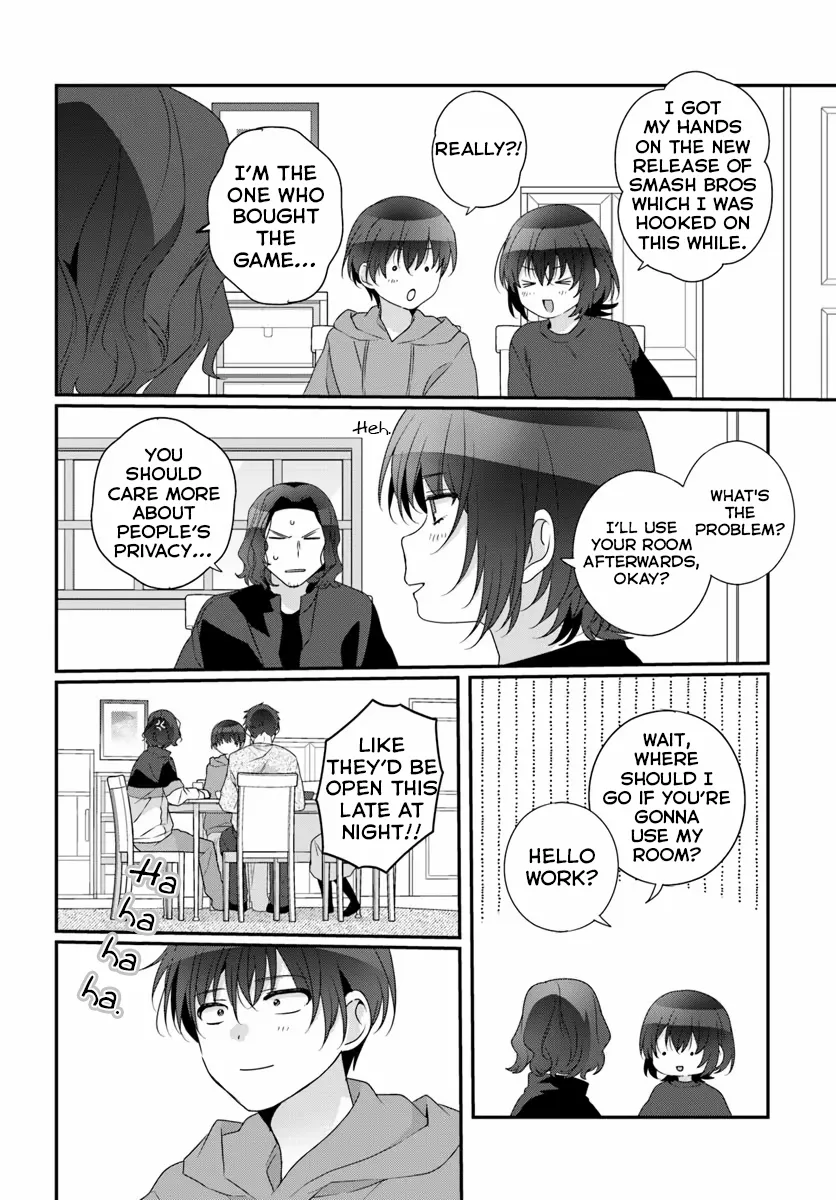 I GOT
MY HANDS
ON THE NEW
RELEASE OF
SMASH BROS
WHICH I WAS
HOOKED ON
THIS WHILE.
REALLY?!
I'M THE
ONE WHO
BOUGHT
THE
GAME...
WHAT'S
THE
PROBLEM?
I'LL USE
YOUR ROOM
AFTERWARDS,
OKAY?
Heh.
YOU
SHOULD
CARE MORE
ABOUT
PEOPLE'S
PRIVACY...
WAIT,
WHERE
SHOULD I
GO IF YOU'RE
GONNA
USE MY
ROOM?
HELLO
WORK?
LIKE
THEY'D BE
OPEN THIS
LATE AT
NIGHT!!
Ha
ha
ha
ha.